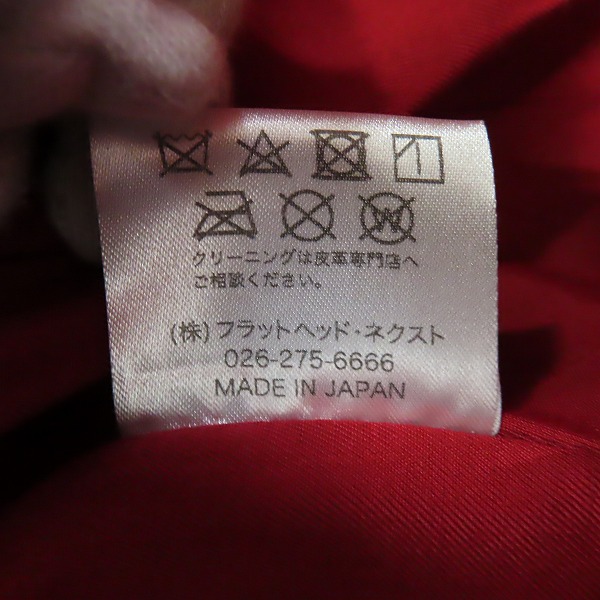 W
クリーニングは皮革専門店へ
ご相談ください。
(株)フラットヘッド・ネクスト
026-275-6666
MADE IN JAPAN